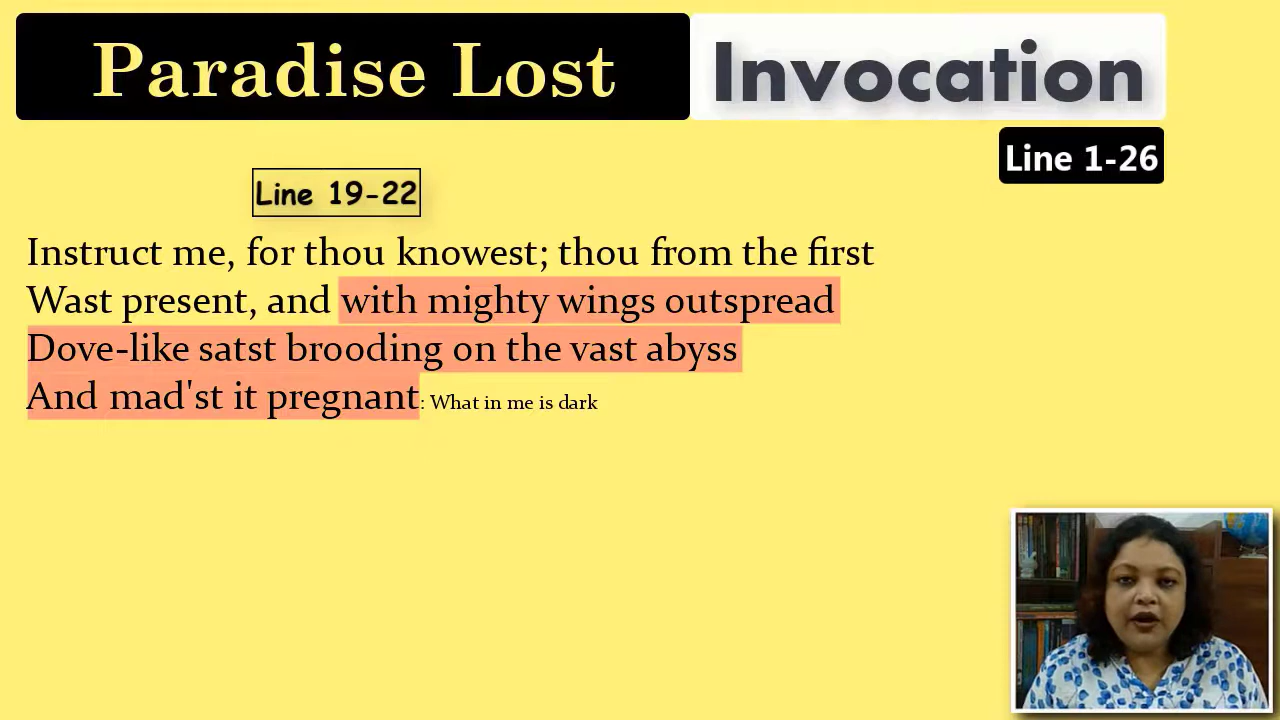 Paradise Lost
Invocation
Line 1-26
Line 19-22
Instruct me, for thou knowest; thou from the first
Wast present, and with mighty wings outspread
Dove-like satst brooding on the vast abyss
And mad'st it pregnant: What in me is dark